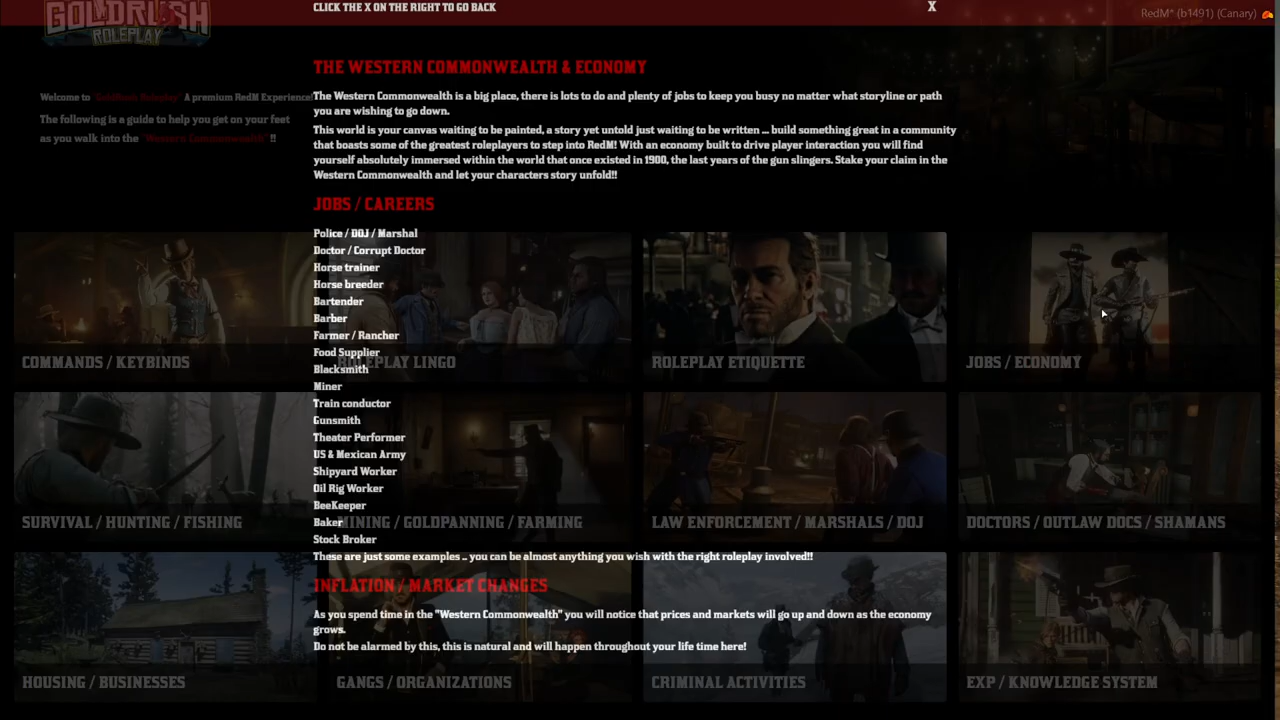 CLICK THE X ON THE RIGHT TO GO BACK
X
RedM* (b1491) (Canary)
GOLDRUSH
ROLEPLAY
Welcome to "GoldRush Roleplay" A premium RedM Experience!
The following is a guide to help you get on your feet
as you walk into the "Western Commonwealth" !!
THE WESTERN COMMONWEALTH & ECONOMY
The Western Commonwealth is a big place, there is lots to do and plenty of jobs to keep you busy no matter what storyline or path
you are wishing to go down.
This world is your canvas waiting to be painted, a story yet untold just waiting to be written ... build something great in a community
that boasts some of the greatest roleplayers to step into RedM! With an economy built to drive player interaction you will find
yourself absolutely immersed within the world that once existed in 1900, the last years of the gun slingers. Stake your claim in the
Western Commonwealth and let your characters story unfold!!
JOBS / CAREERS
Police / DOJ / Marshal
Doctor / Corrupt Doctor
Horse trainer
Horse breeder
Bartender
Barber
Farmer / Rancher
Food Supplier
Blacksmith
Miner
Train conductor
Gunsmith
Theater Performer
US & Mexican Army
Shipyard Worker
Oil Rig Worker
BeeKeeper
Baker
Stock Broker
These are just some examples .. you can be almost anything you wish with the right roleplay involved!!
INFLATION / MARKET CHANGES
As you spend time in the "Western Commonwealth" you will notice that prices and markets will go up and down as the economy
grows.
Do not be alarmed by this, this is natural and will happen throughout your life time here!
COMMANDS / KEYBINDS
ROLEPLAY LINGO
ROLEPLAY ETIQUETTE
JOBS / ECONOMY
SURVIVAL / HUNTING / FISHING
MINING / GOLDPANNING / FARMING
LAW ENFORCEMENT / MARSHALS / DOJ
DOCTORS / OUTLAW DOCS / SHAMANS
HOUSING / BUSINESSES
GANGS / ORGANIZATIONS
CRIMINAL ACTIVITIES
EXP / KNOWLEDGE SYSTEM